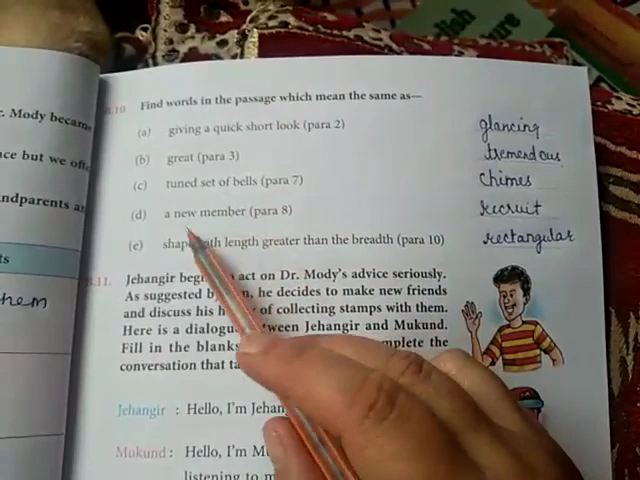 r. Mody became
nce but we oft
ndparents a
ts
hem
B.10 Find words in the passage which mean the same as—
(a) giving a quick short look (para 2) glancing
(b) great (para 3) tremendous
(c) tuned set of bells (para 7) chimes
(d) a new member (para 8) recruit
(e) shape with length greater than the breadth (para 10) rectangular
B.11. Jehangir begi act on Dr. Mody's advice seriously.
As suggested by , he decides to make new friends
and discuss his h of collecting stamps with them.
Here is a dialogu tween Jehangir and Mukund.
Fill in the blanks mplete the
conversation that ta
Jehangir : Hello, I'm Jehang
Mukund : Hello, I'm M
listening to m